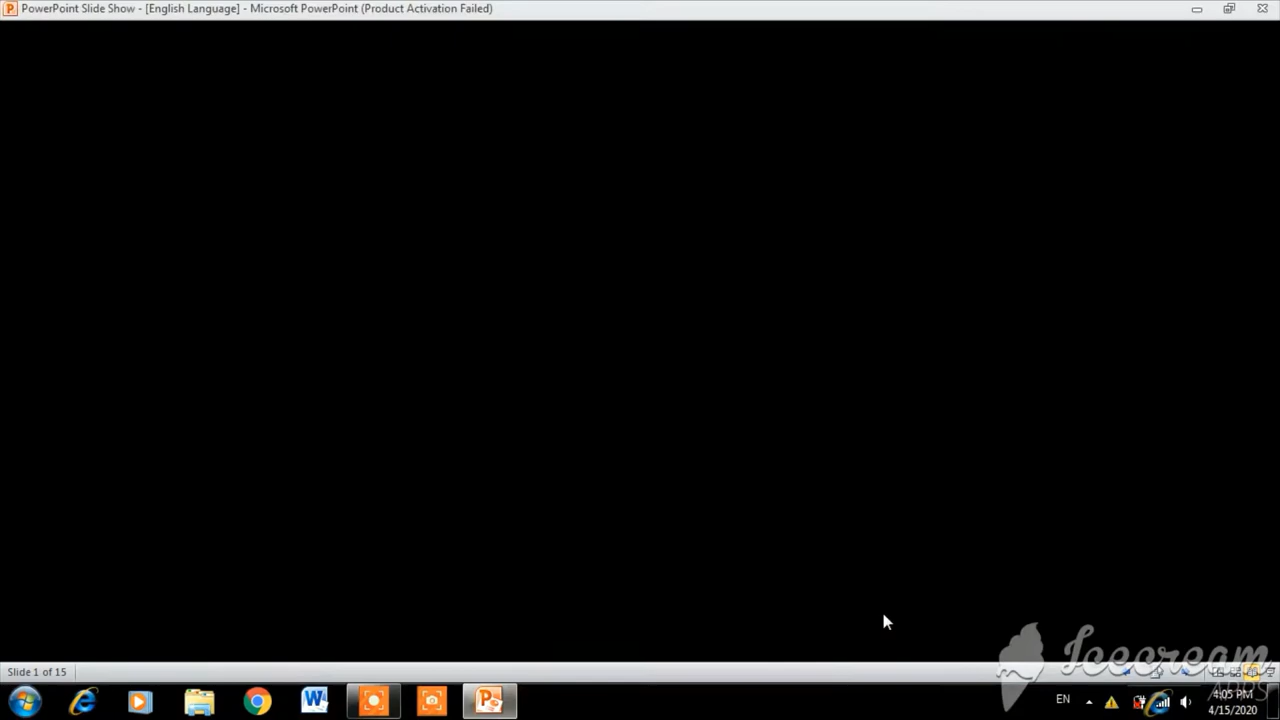 PowerPoint Slide Show - [English Language] - Microsoft PowerPoint (Product Activation Failed)
Slide 1 of 15
Icecream
EN
4:05 PM
4/15/2020